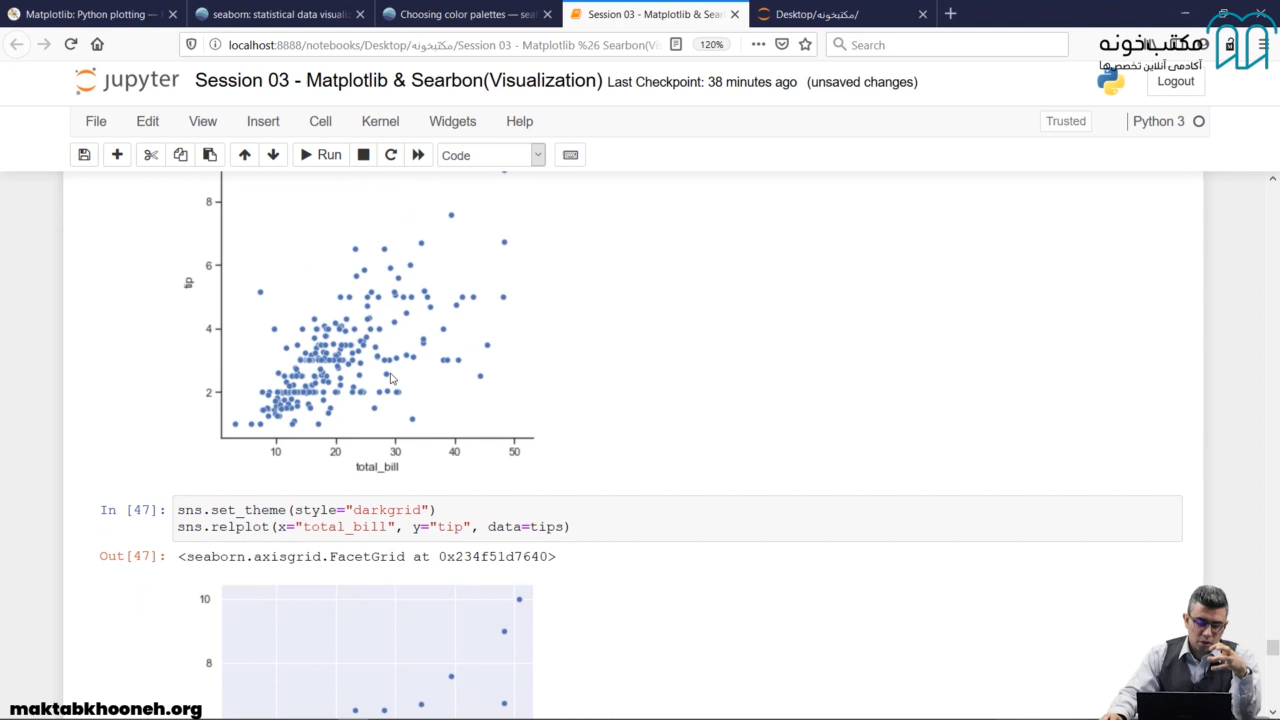 Matplotlib: Python plotting —
seaborn: statistical data visuali
Choosing color palettes — seal
Session 03 - Matplotlib & Sear
Desktop/مکتبخونه/
localhost:8888/notebooks/Desktop/مکتبخونه/Session 03 - Matplotlib %26 Searbon(Vi
120%
Search
مکتب‌خونه
آکادمی آنلاین تخصص‌ها
jupyter
Session 03 - Matplotlib & Searbon(Visualization)
Last Checkpoint: 38 minutes ago
(unsaved changes)
Logout
File
Edit
View
Insert
Cell
Kernel
Widgets
Help
Trusted
Python 3
Run
Code
8
6
4
2
tip
10 20 30 40 50
total_bill
In [47]:
sns.set_theme(style="darkgrid")
sns.relplot(x="total_bill", y="tip", data=tips)
Out[47]:
<seaborn.axisgrid.FacetGrid at 0x234f51d7640>
10
8
maktabkhooneh.org